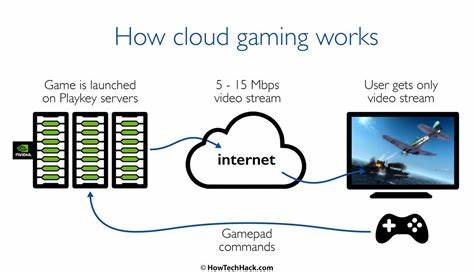 How cloud gaming works
Game is launched
on Playkey servers
5 - 15 Mbps
video stream
User gets only
video stream
NVIDIA
internet
Gamepad
commands
© HowTechHack.com